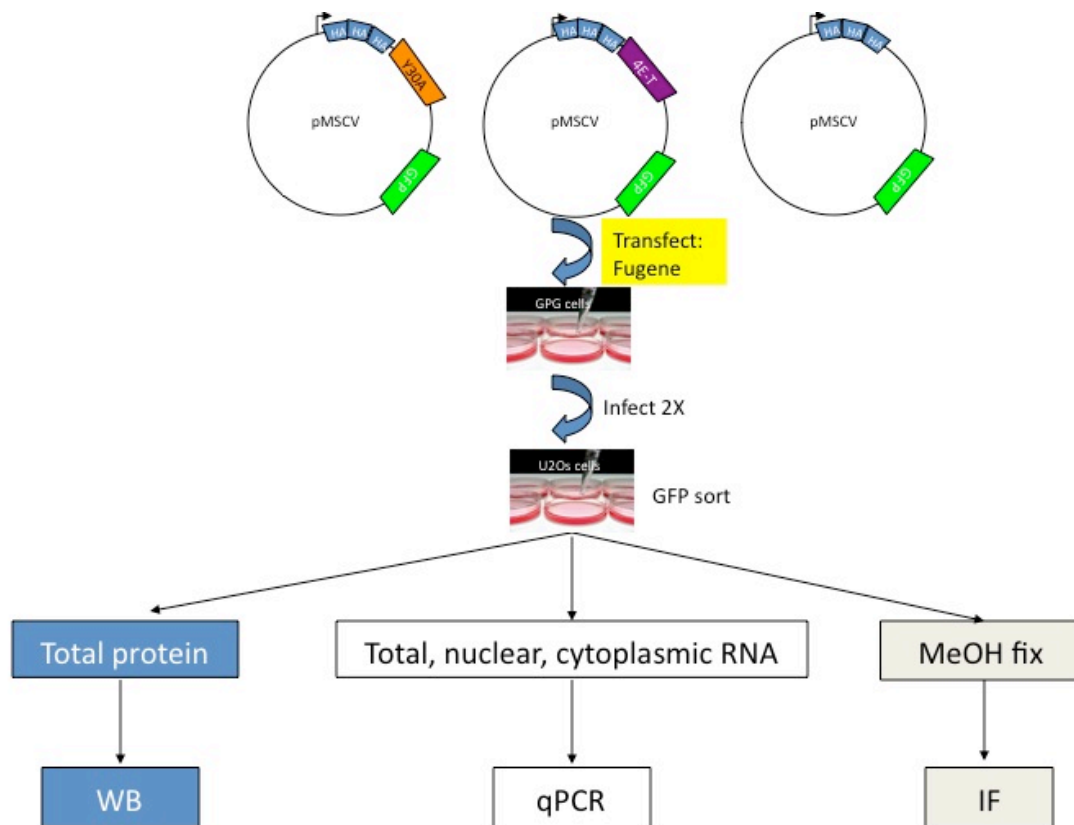 HA HA HA
Y30A
pMSCV
GFP
HA HA HA
4E-T
pMSCV
GFP
HA HA HA
pMSCV
GFP
Transfect:
Fugene
GPG cells
Infect 2X
U2Os cells
GFP sort
Total protein
Total, nuclear, cytoplasmic RNA
MeOH fix
WB
qPCR
IF